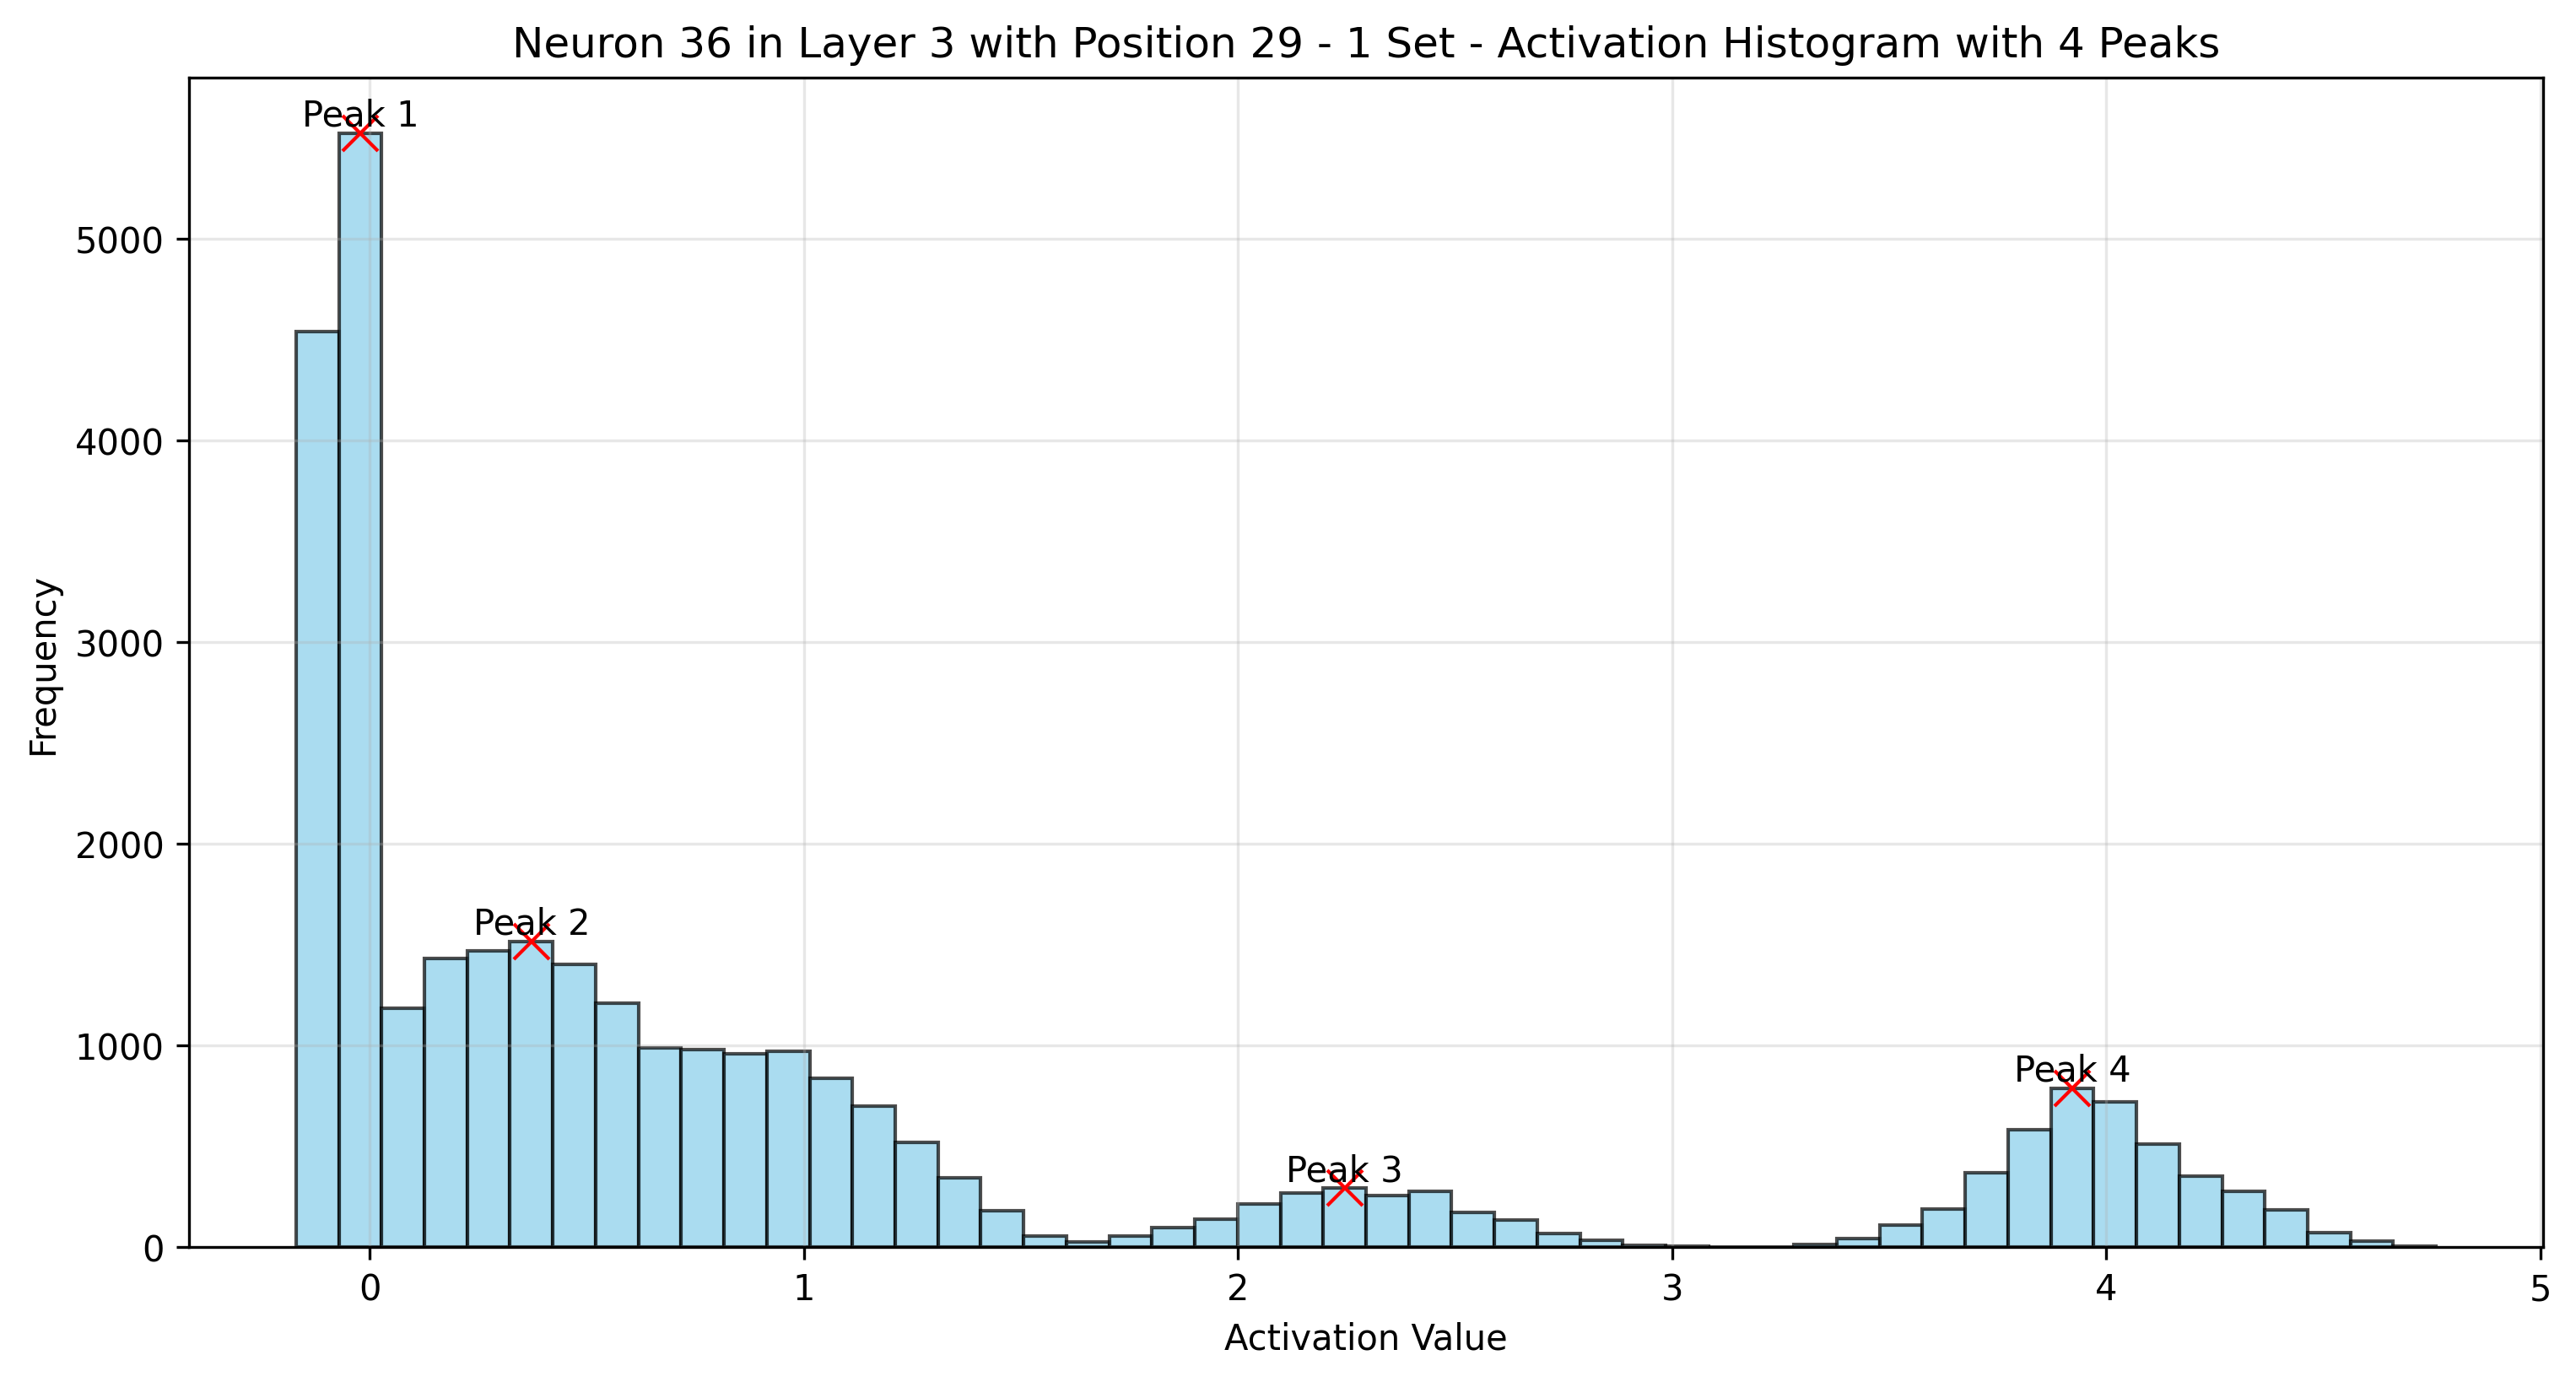 Neuron 36 in Layer 3 with Position 29 - 1 Set - Activation Histogram with 4 Peaks
Peak 1
Peak 2
Peak 3
Peak 4
Frequency
5000
4000
3000
2000
1000
0
0 1 2 3 4 5
Activation Value